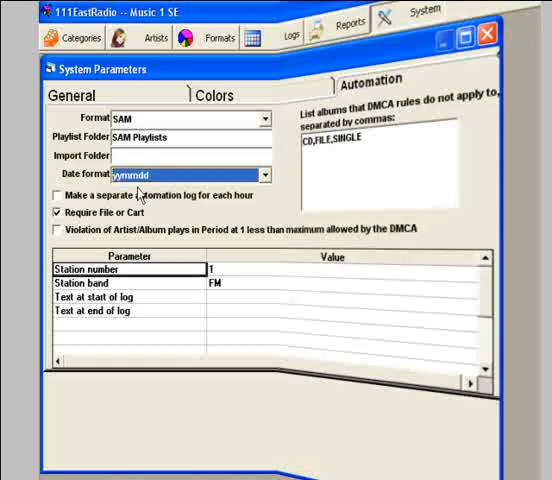 111EastRadio -- Music 1 SE
Categories Artists Formats Logs Reports System
System Parameters
General Colors Automation
Format SAM
Playlist Folder SAM Playlists
Import Folder
Date format yymmdd
Make a separate automation log for each hour
Require File or Cart
Violation of Artist/Album plays in Period at 1 less than maximum allowed by the DMCA
List albums that DMCA rules do not apply to,
separated by commas:
CD,FILE,SINGLE
Parameter Value
Station number 1
Station band FM
Text at start of log
Text at end of log